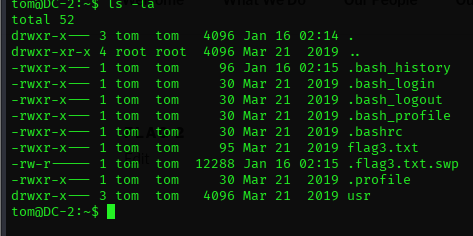 tom@DC-2:~$ ls -la
total 52
drwxr-x--- 3 tom  tom   4096 Jan 16 02:14 .
drwxr-xr-x 4 root root  4096 Mar 21  2019 ..
-rwxr-x--- 1 tom  tom     96 Jan 16 02:15 .bash_history
-rwxr-x--- 1 tom  tom     30 Mar 21  2019 .bash_login
-rwxr-x--- 1 tom  tom     30 Mar 21  2019 .bash_logout
-rwxr-x--- 1 tom  tom     30 Mar 21  2019 .bash_profile
-rwxr-x--- 1 tom  tom     30 Mar 21  2019 .bashrc
-rwxr-x--- 1 tom  tom     95 Mar 21  2019 flag3.txt
-rw-r----- 1 tom  tom  12288 Jan 16 02:15 .flag3.txt.swp
-rwxr-x--- 1 tom  tom     30 Mar 21  2019 .profile
drwxr-x--- 3 tom  tom   4096 Mar 21  2019 usr
tom@DC-2:~$